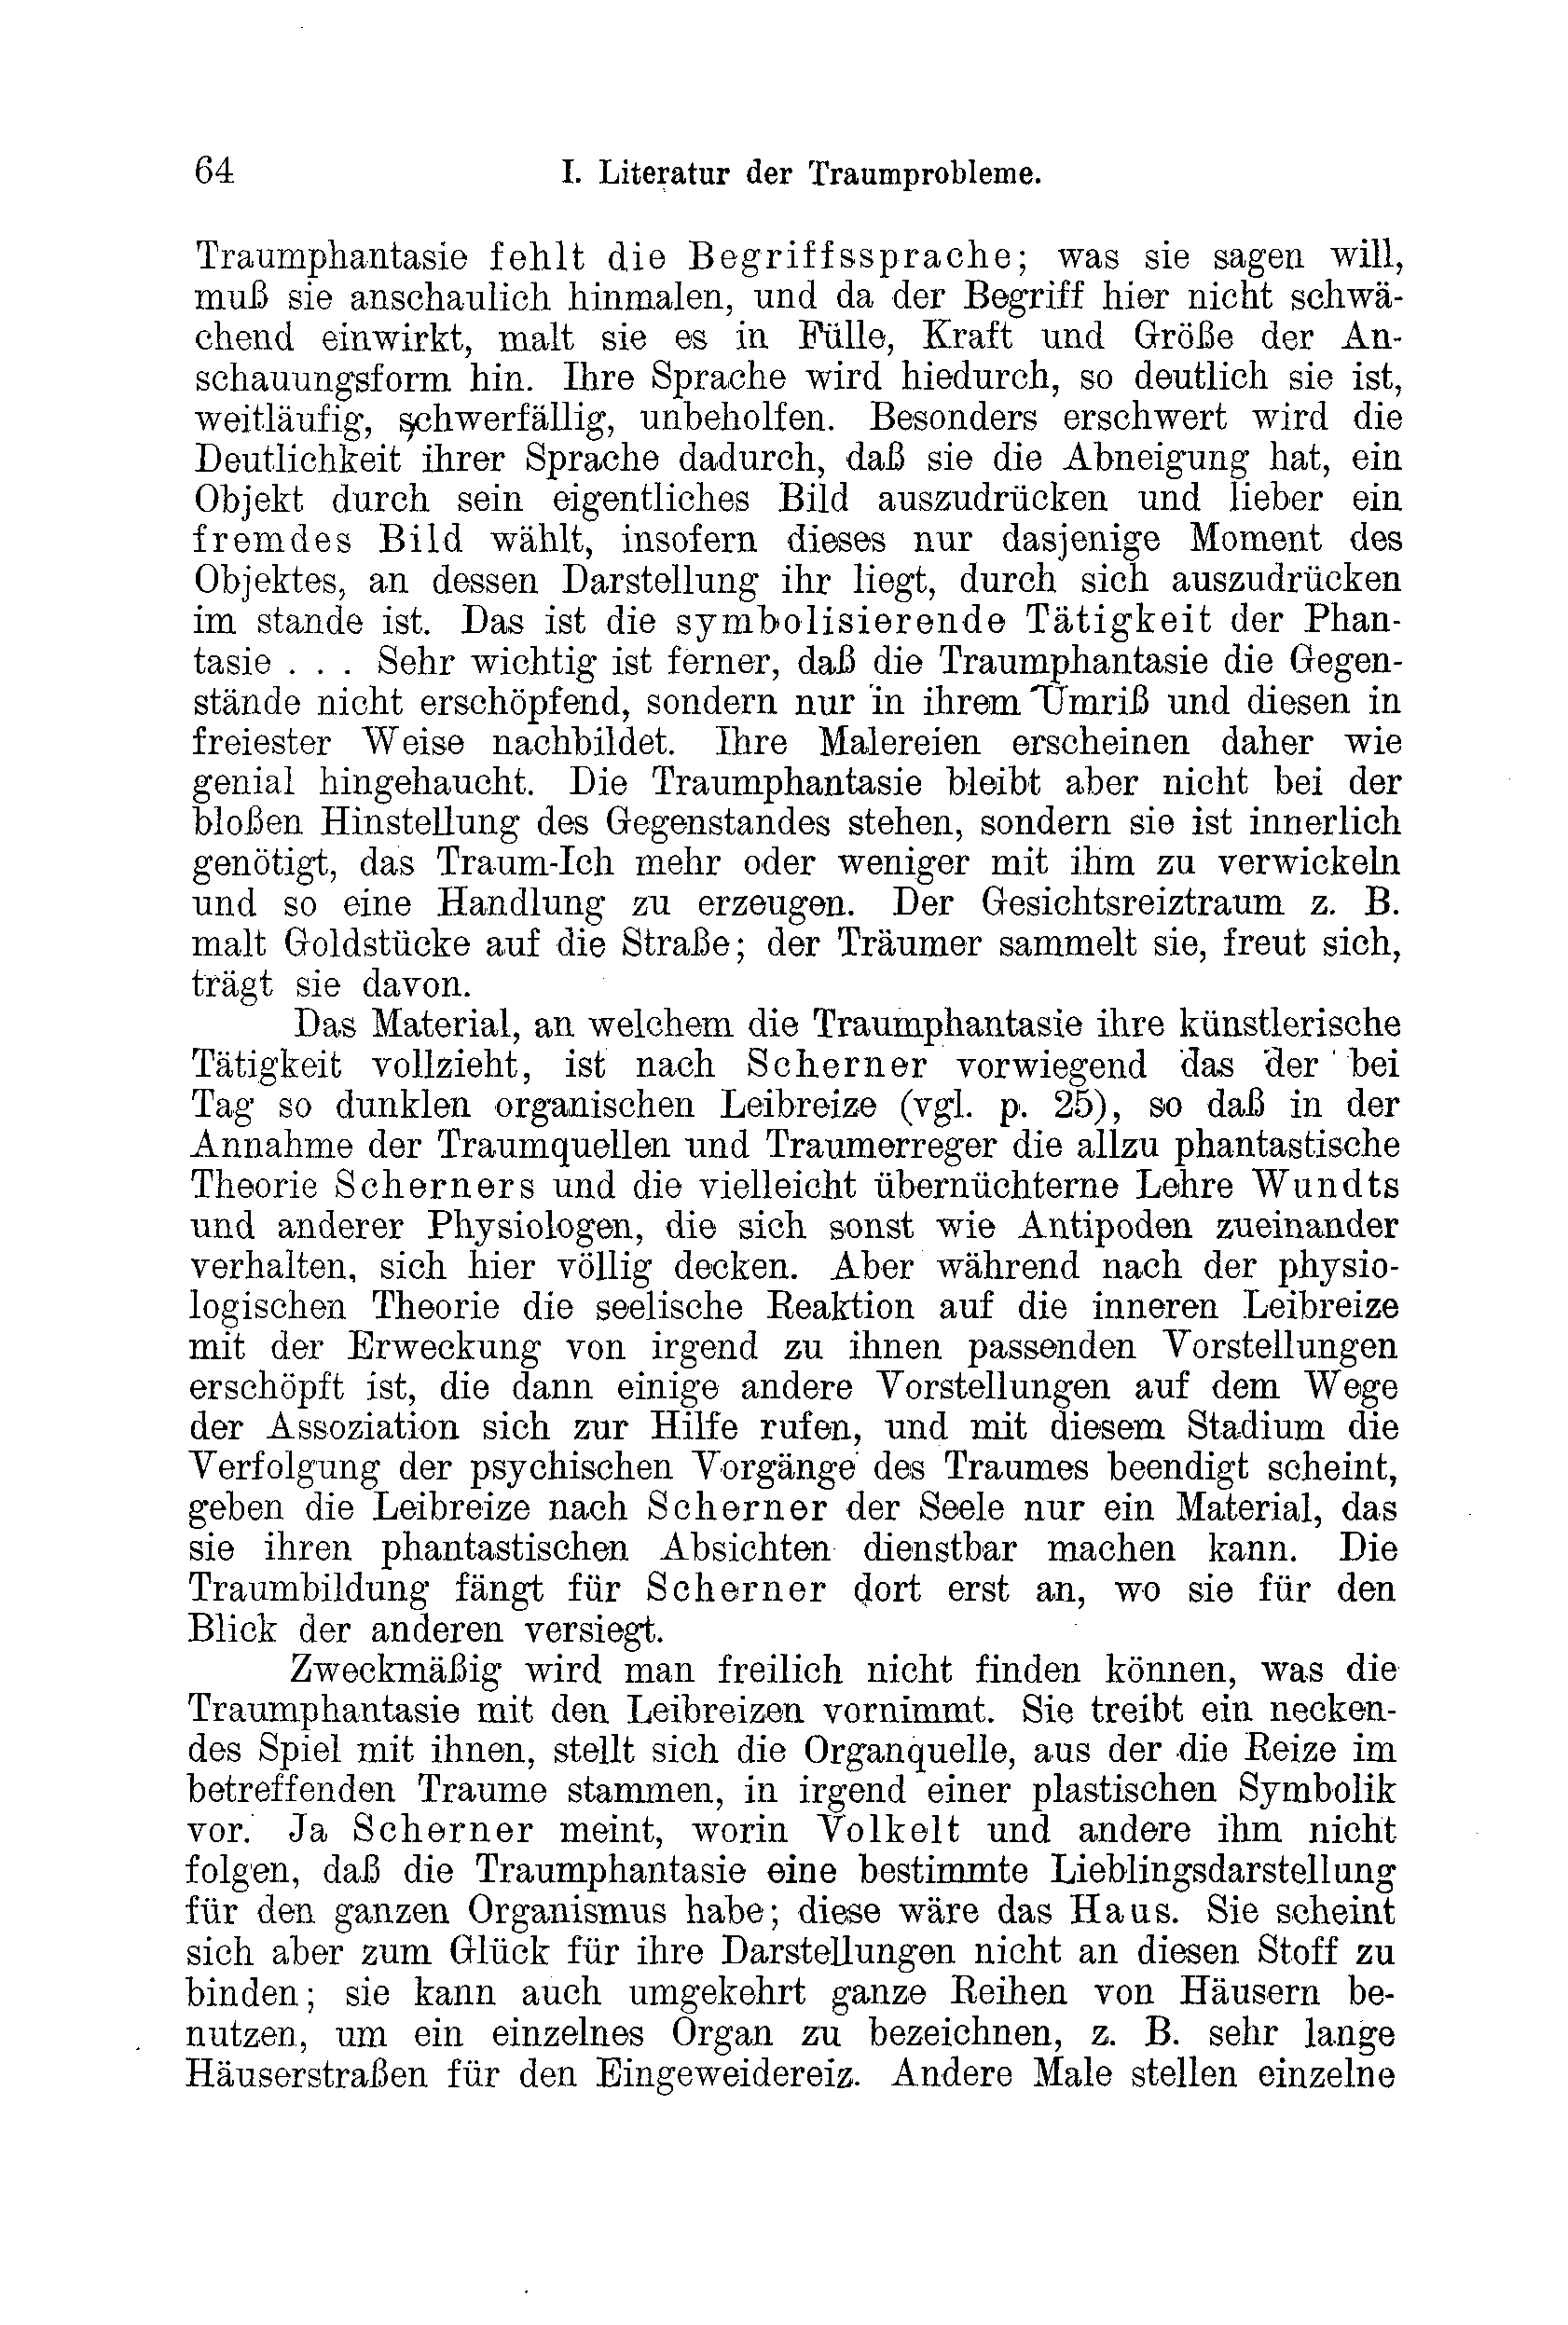 64 I. Literatur der Traumprobleme.
Traumphantasie fehlt die Begriffssprache; was sie sagen will,
muß sie anschaulich hinmalen, und da der Begriff hier nicht schwä-
chend einwirkt, malt sie es in Fülle, Kraft und Größe der An-
schauungsform hin. Ihre Sprache wird hiedurch, so deutlich sie ist,
weitläufig, schwerfällig, unbeholfen. Besonders erschwert wird die
Deutlichkeit ihrer Sprache dadurch, daß sie die Abneigung hat, ein
Objekt durch sein eigentliches Bild auszudrücken und lieber ein
fremdes Bild wählt, insofern dieses nur dasjenige Moment des
Objektes, an dessen Darstellung ihr liegt, durch sich auszudrücken
im stande ist. Das ist die symbolisierende Tätigkeit der Phan-
tasie . . . Sehr wichtig ist ferner, daß die Traumphantasie die Gegen-
stände nicht erschöpfend, sondern nur in ihrem Umriß und diesen in
freiester Weise nachbildet. Ihre Malereien erscheinen daher wie
genial hingehaucht. Die Traumphantasie bleibt aber nicht bei der
bloßen Hinstellung des Gegenstandes stehen, sondern sie ist innerlich
genötigt, das Traum-Ich mehr oder weniger mit ihm zu verwickeln
und so eine Handlung zu erzeugen. Der Gesichtsreiztraum z. B.
malt Goldstücke auf die Straße; der Träumer sammelt sie, freut sich,
trägt sie davon.
Das Material, an welchem die Traumphantasie ihre künstlerische
Tätigkeit vollzieht, ist nach Scherner vorwiegend das der bei
Tag so dunklen organischen Leibreize (vgl. p. 25), so daß in der
Annahme der Traumquellen und Traumerreger die allzu phantastische
Theorie Scherners und die vielleicht übernüchterne Lehre Wundts
und anderer Physiologen, die sich sonst wie Antipoden zueinander
verhalten, sich hier völlig decken. Aber während nach der physio-
logischen Theorie die seelische Reaktion auf die inneren Leibreize
mit der Erweckung von irgend zu ihnen passenden Vorstellungen
erschöpft ist, die dann einige andere Vorstellungen auf dem Wege
der Assoziation sich zur Hilfe rufen, und mit diesem Stadium die
Verfolgung der psychischen Vorgänge des Traumes beendigt scheint,
geben die Leibreize nach Scherner der Seele nur ein Material, das
sie ihren phantastischen Absichten dienstbar machen kann. Die
Traumbildung fängt für Scherner dort erst an, wo sie für den
Blick der anderen versiegt.
Zweckmäßig wird man freilich nicht finden können, was die
Traumphantasie mit den Leibreizen vornimmt. Sie treibt ein necken-
des Spiel mit ihnen, stellt sich die Organquelle, aus der die Reize im
betreffenden Traume stammen, in irgend einer plastischen Symbolik
vor. Ja Scherner meint, worin Volkelt und andere ihm nicht
folgen, daß die Traumphantasie eine bestimmte Lieblingsdarstellung
für den ganzen Organismus habe; diese wäre das Haus. Sie scheint
sich aber zum Glück für ihre Darstellungen nicht an diesen Stoff zu
binden; sie kann auch umgekehrt ganze Reihen von Häusern be-
nutzen, um ein einzelnes Organ zu bezeichnen, z. B. sehr lange
Häuserstraßen für den Eingeweidereiz. Andere Male stellen einzelne